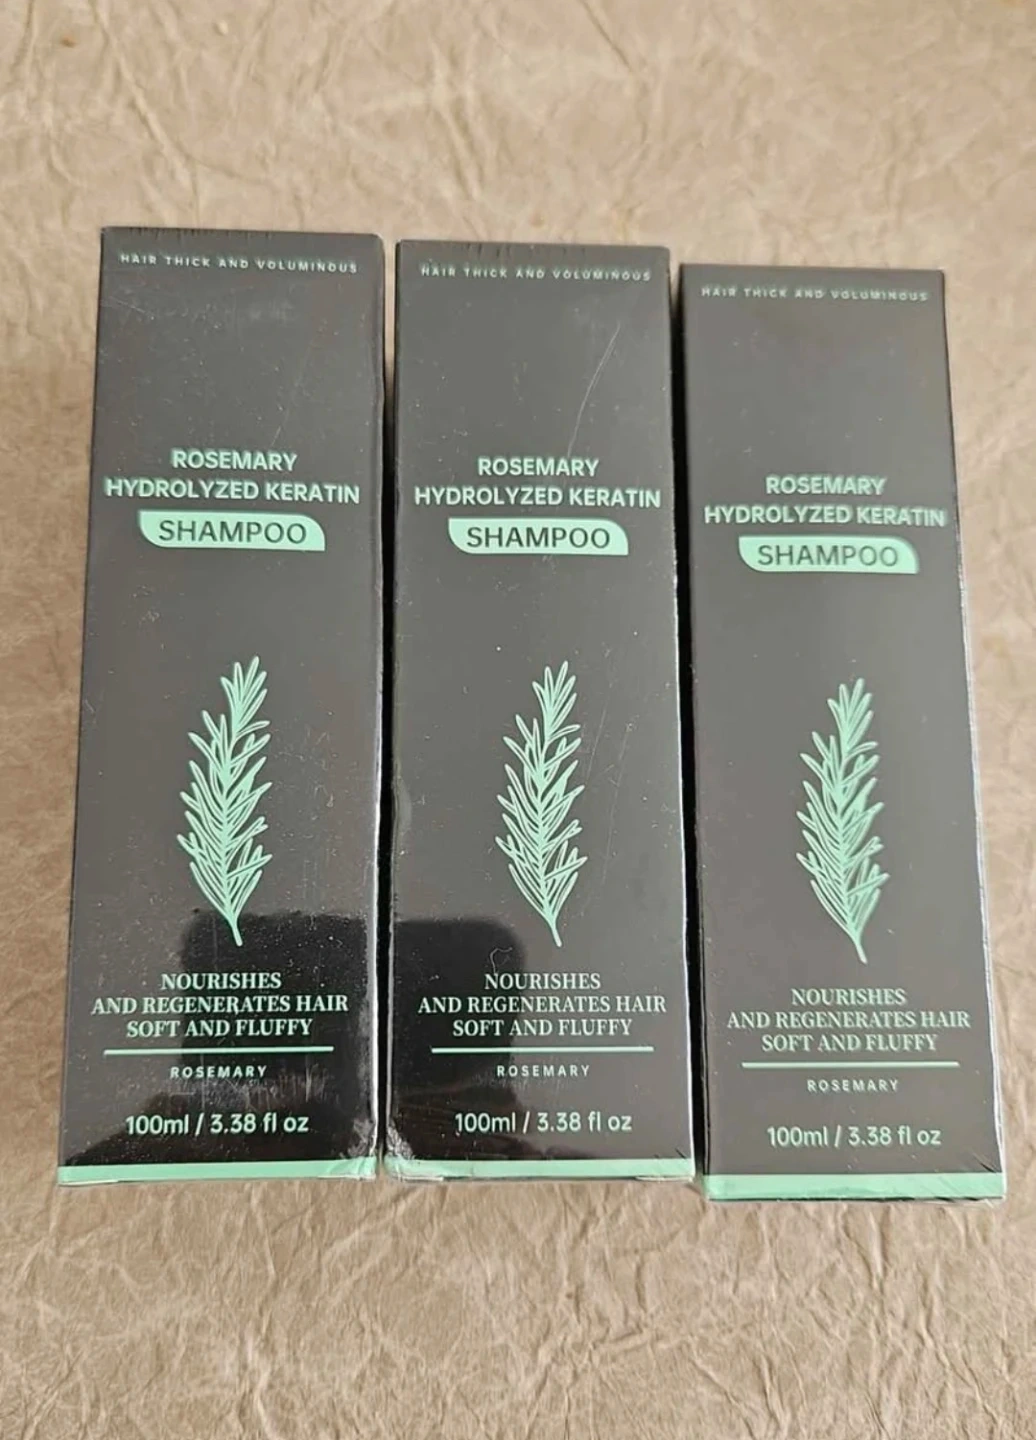 HAIR THICK AND VOLUMINOUS
ROSEMARY
HYDROLYZED KERATIN
SHAMPOO
NOURISHES
AND REGENERATES HAIR
SOFT AND FLUFFY
ROSEMARY
100ml / 3.38 fl oz
HAIR THICK AND VOLUMINOUS
ROSEMARY
HYDROLYZED KERATIN
SHAMPOO
NOURISHES
AND REGENERATES HAIR
SOFT AND FLUFFY
ROSEMARY
100ml / 3.38 fl oz
HAIR THICK AND VOLUMINOUS
ROSEMARY
HYDROLYZED KERATIN
SHAMPOO
NOURISHES
AND REGENERATES HAIR
SOFT AND FLUFFY
ROSEMARY
100ml / 3.38 fl oz